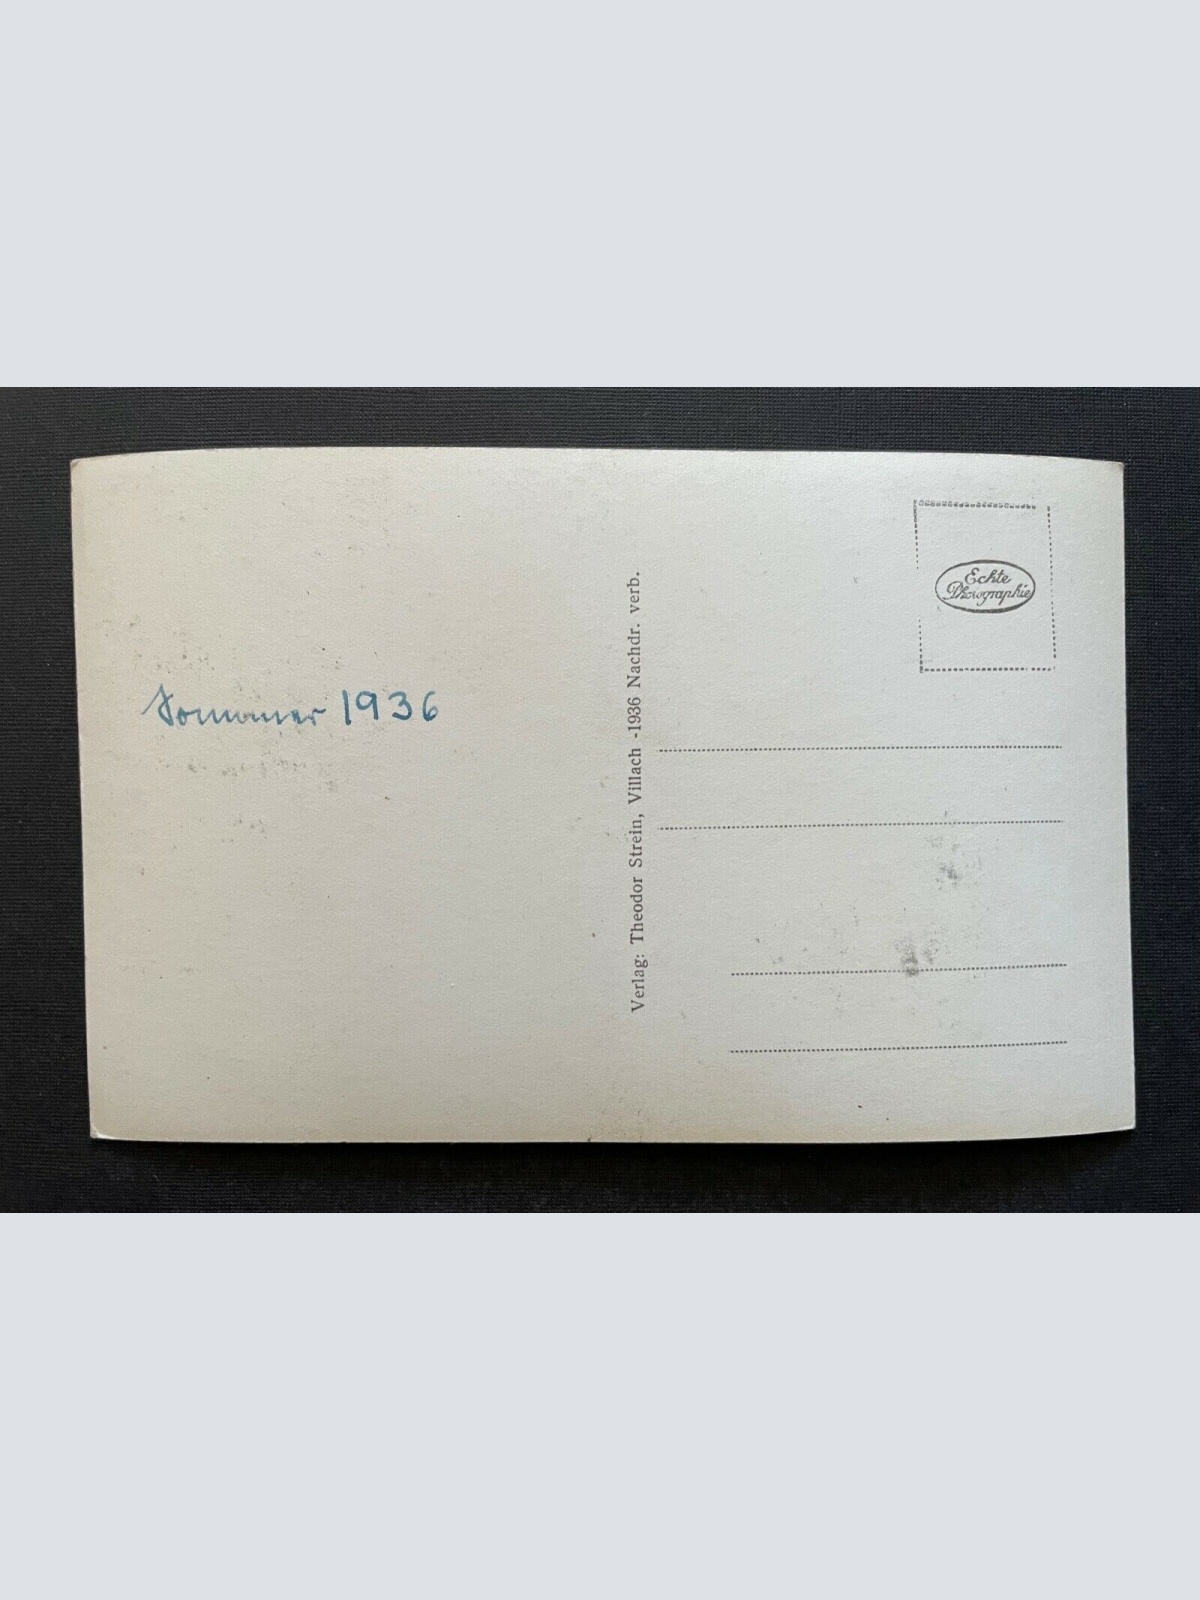 Sommer 1936
Verlag: Theodor Strein, Villach -1936 Nachdr. verb.
Echte
Photographie